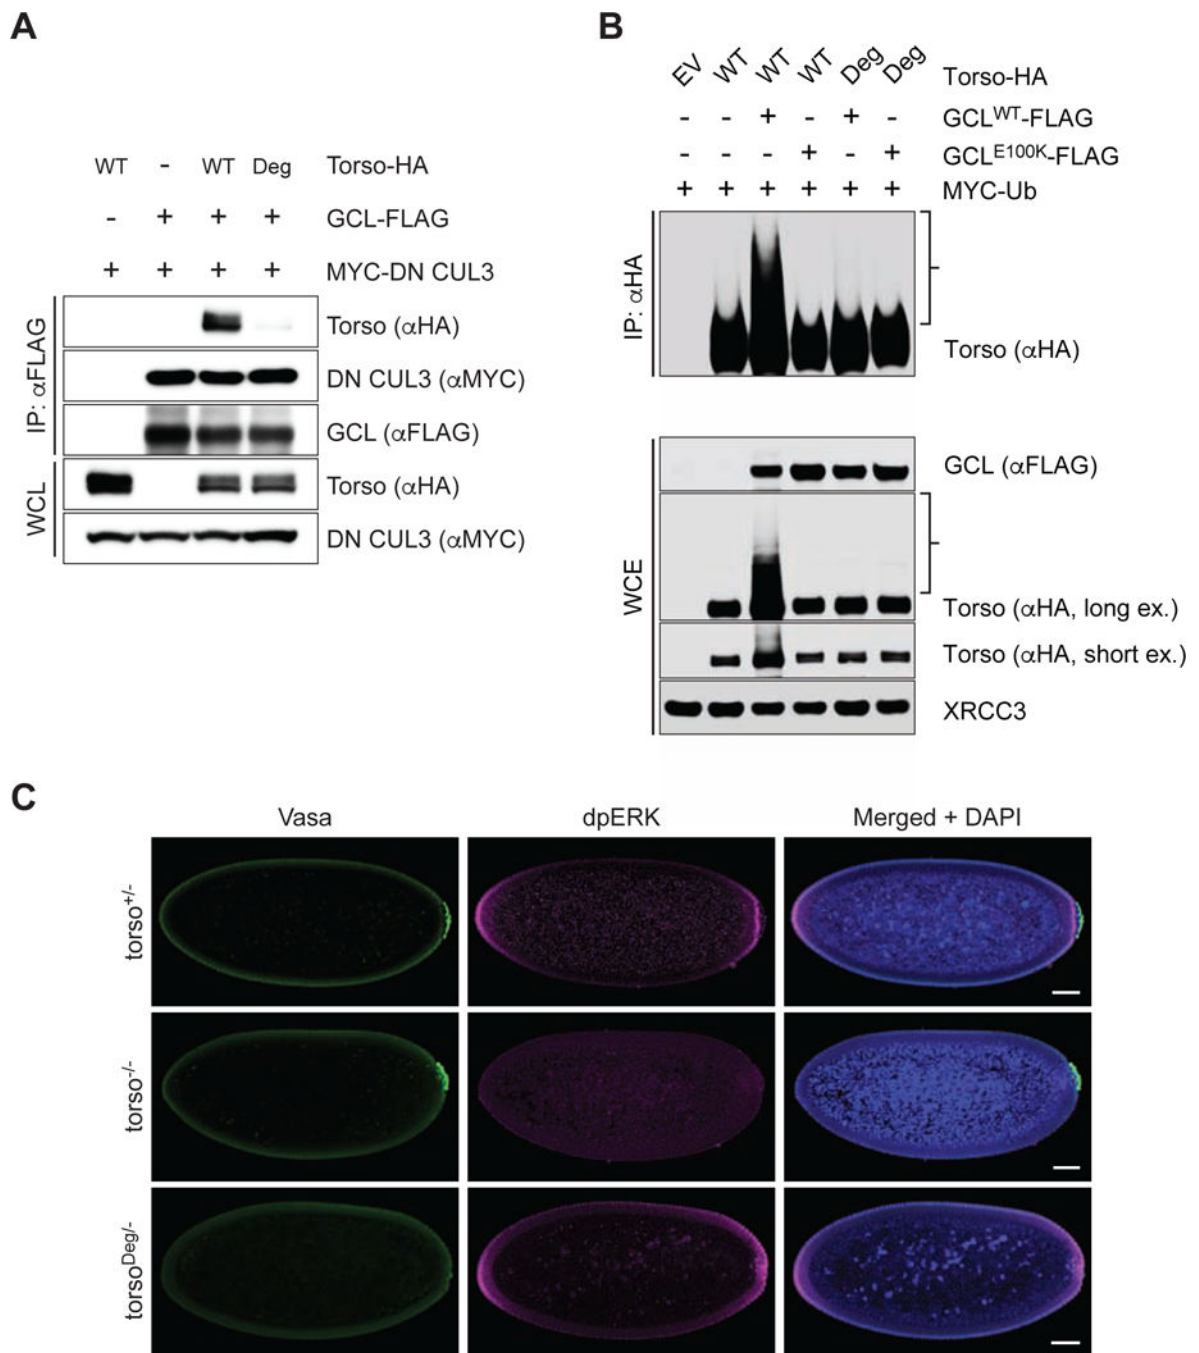 A
WT - WT Deg Torso-HA
- + + + GCL-FLAG
+ + + + MYC-DN CUL3
IP: αFLAG
Torso (αHA)
DN CUL3 (αMYC)
GCL (αFLAG)
WCL
Torso (αHA)
DN CUL3 (αMYC)
B
EV WT WT WT Deg Deg Torso-HA
- - + - + - GCLWT-FLAG
- - - + - + GCLE100K-FLAG
+ + + + + + MYC-Ub
IP: αHA
Torso (αHA)
WCE
GCL (αFLAG)
Torso (αHA, long ex.)
Torso (αHA, short ex.)
XRCC3
C
Vasa dpERK Merged + DAPI
torso+/-
torso-/-
torsoDeg/-